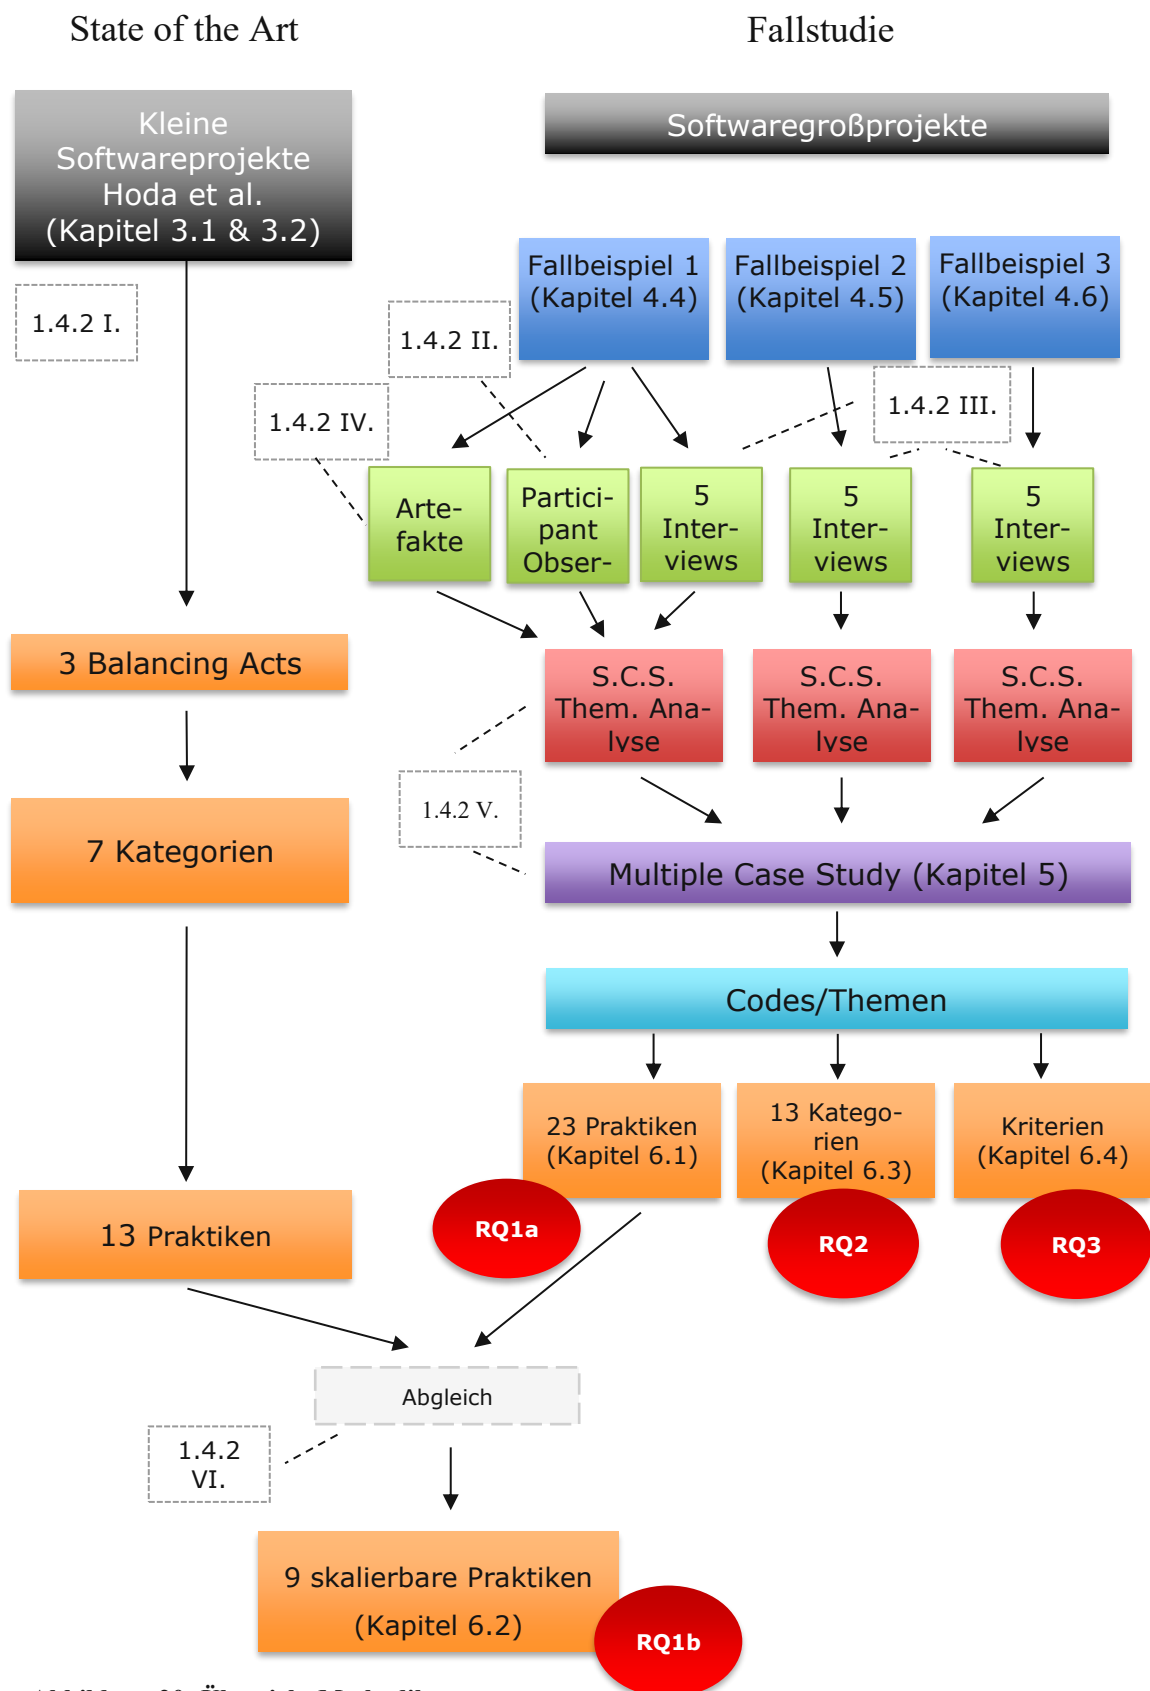 State of the Art
Fallstudie
Kleine
Softwareprojekte
Hoda et al.
(Kapitel 3.1 & 3.2)
Softwaregroßprojekte
Fallbeispiel 1
(Kapitel 4.4)
Fallbeispiel 2
(Kapitel 4.5)
Fallbeispiel 3
(Kapitel 4.6)
1.4.2 I.
1.4.2 II.
1.4.2 IV.
1.4.2 III.
Arte-
fakte
Partici-
pant
Obser-
5
Inter-
views
5
Inter-
views
5
Inter-
views
3 Balancing Acts
S.C.S.
Them. Ana-
lyse
S.C.S.
Them. Ana-
lyse
S.C.S.
Them. Ana-
lyse
1.4.2 V.
7 Kategorien
Multiple Case Study (Kapitel 5)
Codes/Themen
23 Praktiken
(Kapitel 6.1)
13 Katego-
rien
(Kapitel 6.3)
Kriterien
(Kapitel 6.4)
RQ1a
RQ2
RQ3
13 Praktiken
Abgleich
1.4.2
VI.
9 skalierbare Praktiken
(Kapitel 6.2)
RQ1b